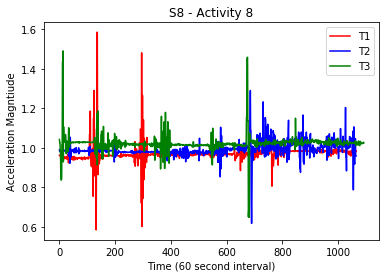 S8 - Activity 8
Acceleration Magntiude
1.6
1.4
1.2
1.0
0.8
0.6
T1
T2
T3
0
200
400
600
800
1000
Time (60 second interval)